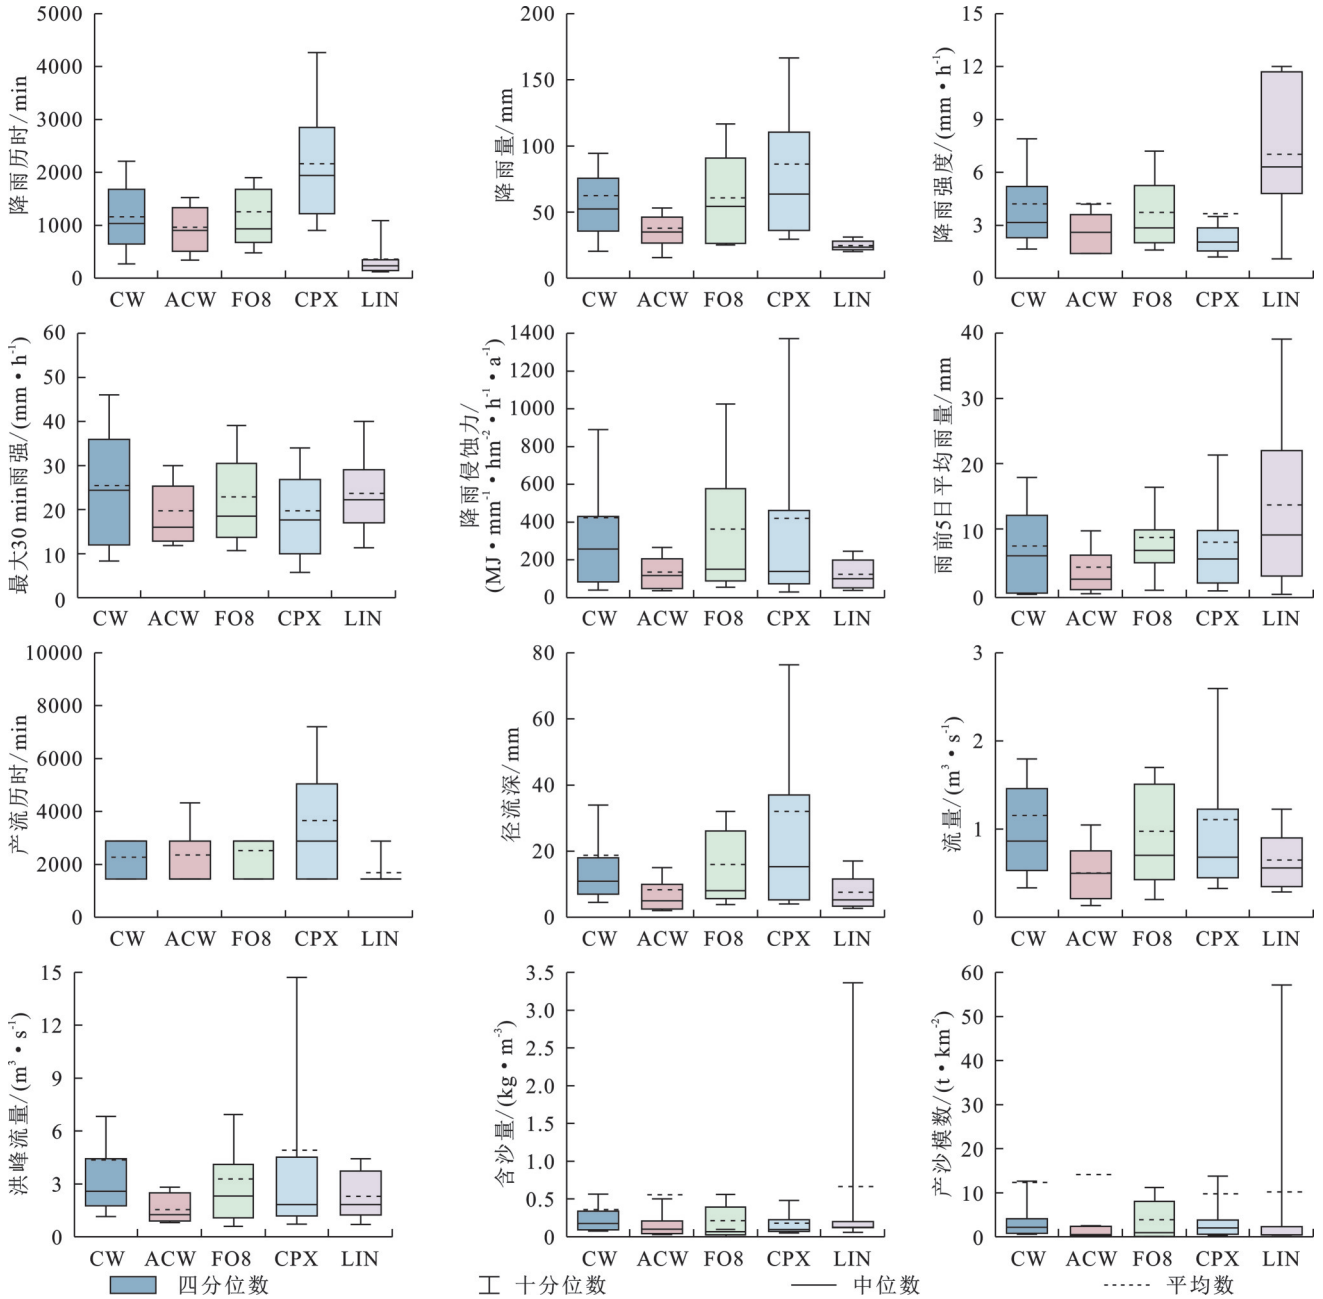 5000
4000
3000
2000
1000
0
降雨历时/min
CW ACW FO8 CPX LIN
200
150
100
50
0
降雨量/mm
CW ACW FO8 CPX LIN
15
12
9
6
3
0
降雨强度/(mm·h⁻¹)
CW ACW FO8 CPX LIN
60
50
40
30
20
10
0
最大30 min雨强/(mm·h⁻¹)
CW ACW FO8 CPX LIN
1400
1200
1000
800
600
400
200
0
降雨侵蚀力/
(MJ·mm⁻¹·hm⁻²·h⁻¹·a⁻¹)
CW ACW FO8 CPX LIN
40
30
20
10
0
雨前5日平均雨量/mm
CW ACW FO8 CPX LIN
10000
8000
6000
4000
2000
0
产流历时/min
CW ACW FO8 CPX LIN
80
60
40
20
0
径流深/mm
CW ACW FO8 CPX LIN
3
2
1
0
流量/(m³·s⁻¹)
CW ACW FO8 CPX LIN
15
12
9
6
3
0
洪峰流量/(m³·s⁻¹)
CW ACW FO8 CPX LIN
3.5
3.0
2.5
2.0
1.5
1.0
0.5
0
含沙量/(kg·m⁻³)
CW ACW FO8 CPX LIN
60
50
40
30
20
10
0
产沙模数/(t·km⁻²)
CW ACW FO8 CPX LIN
四分位数 十分位数 中位数 平均数